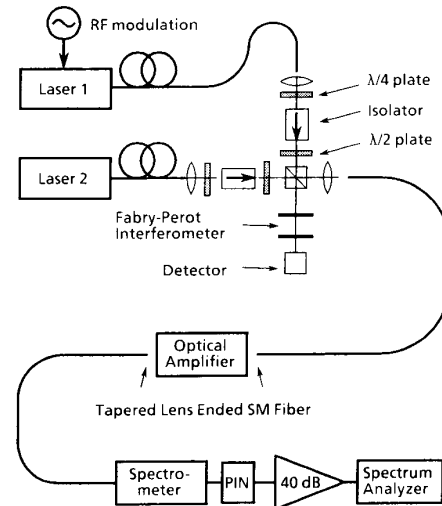 RF modulation
Laser 1
λ/4 plate
Isolator
λ/2 plate
Laser 2
Fabry-Perot
Interferometer
Detector
Optical
Amplifier
Tapered Lens Ended SM Fiber
Spectro-
meter
PIN
40 dB
Spectrum
Analyzer